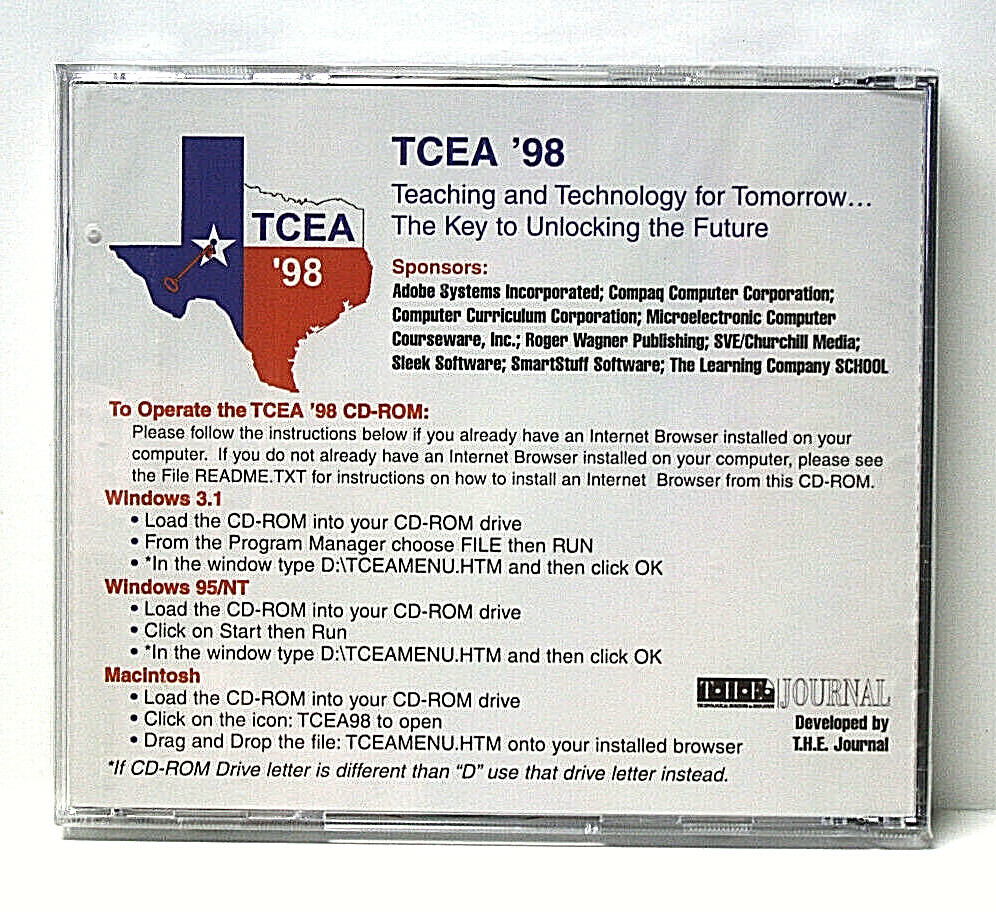 TCEA '98
Teaching and Technology for Tomorrow...
The Key to Unlocking the Future
TCEA
'98
Sponsors:
Adobe Systems Incorporated; Compaq Computer Corporation;
Computer Curriculum Corporation; Microelectronic Computer
Courseware, Inc.; Roger Wagner Publishing; SVE/Churchill Media;
Sleek Software; SmartStuff Software; The Learning Company SCHOOL
To Operate the TCEA '98 CD-ROM:
Please follow the instructions below if you already have an Internet Browser installed on your
computer. If you do not already have an Internet Browser installed on your computer, please see
the File README.TXT for instructions on how to install an Internet Browser from this CD-ROM.
Windows 3.1
• Load the CD-ROM into your CD-ROM drive
• From the Program Manager choose FILE then RUN
• *In the window type D:\TCEAMENU.HTM and then click OK
Windows 95/NT
• Load the CD-ROM into your CD-ROM drive
• Click on Start then Run
• *In the window type D:\TCEAMENU.HTM and then click OK
Macintosh
• Load the CD-ROM into your CD-ROM drive
• Click on the icon: TCEA98 to open
• Drag and Drop the file: TCEAMENU.HTM onto your installed browser
*If CD-ROM Drive letter is different than "D" use that drive letter instead.
T•H•E• JOURNAL
Developed by
T.H.E. Journal